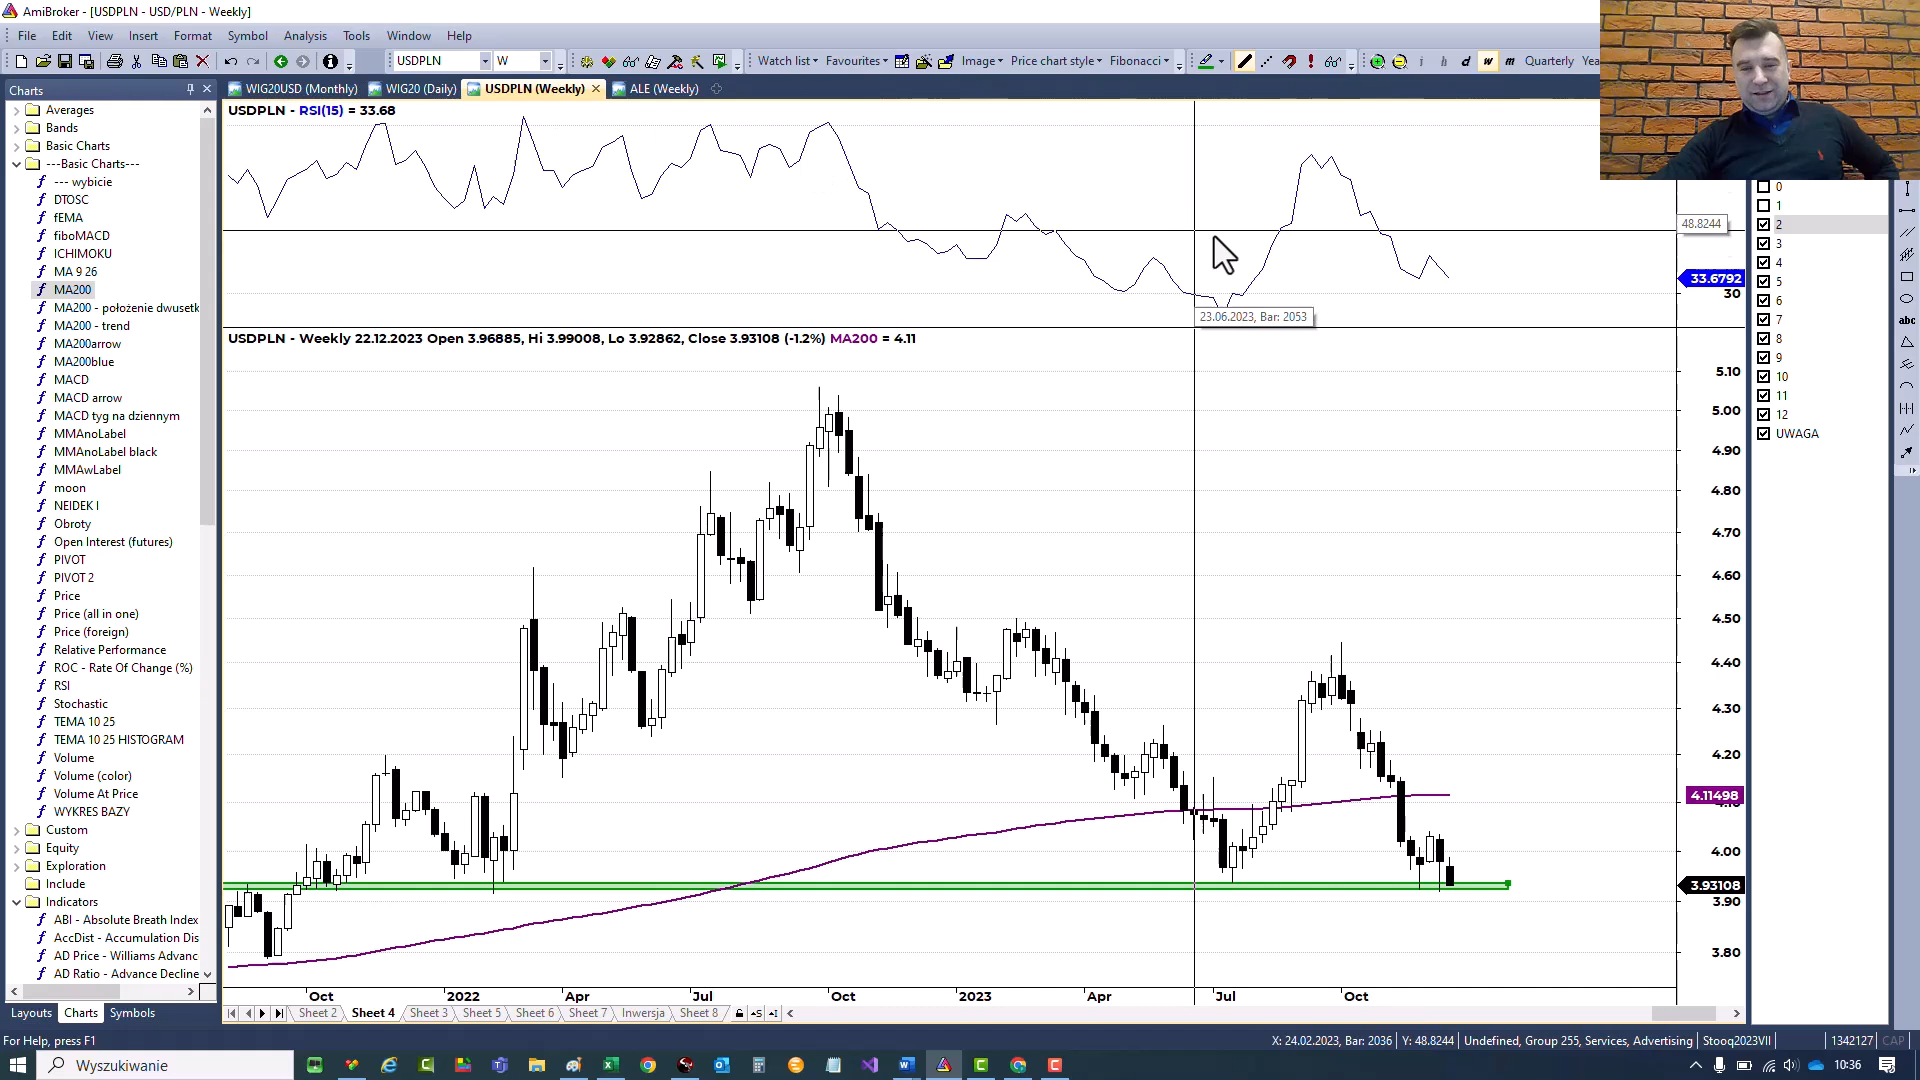 AmiBroker - [USDPLN - USD/PLN - Weekly]
File Edit View Insert Format Symbol Analysis Tools Window Help
USDPLN W Watch list Favourites Image Price chart style Fibonacci i h d w m Quarterly Yea
Charts
WIG20USD (Monthly) WIG20 (Daily) USDPLN (Weekly) ALE (Weekly)
Averages
Bands
Basic Charts
---Basic Charts---
--- wybicie
DTOSC
fEMA
fiboMACD
ICHIMOKU
MA 9 26
MA200
MA200 - położenie dwusetk
MA200 - trend
MA200arrow
MA200blue
MACD
MACD arrow
MACD tyg na dziennym
MMAnoLabel
MMAnoLabel black
MMAwLabel
moon
NEIDEK I
Obroty
Open Interest (futures)
PIVOT
PIVOT 2
Price
Price (all in one)
Price (foreign)
Relative Performance
ROC - Rate Of Change (%)
RSI
Stochastic
TEMA 10 25
TEMA 10 25 HISTOGRAM
Volume
Volume (color)
Volume At Price
WYKRES BAZY
Custom
Equity
Exploration
Include
Indicators
ABI - Absolute Breath Index
AccDist - Accumulation Dis
AD Price - Williams Advanc
AD Ratio - Advance Decline
Layouts Charts Symbols
USDPLN - RSI(15) = 33.68
48.8244
33.6792
30
23.06.2023, Bar: 2053
USDPLN - Weekly 22.12.2023 Open 3.96885, Hi 3.99008, Lo 3.92862, Close 3.93108 (-1.2%) MA200 = 4.11
5.10
5.00
4.90
4.80
4.70
4.60
4.50
4.40
4.30
4.20
4.11498
4.00
3.93108
3.90
3.80
Oct 2022 Apr Jul Oct 2023 Apr Jul Oct
Sheet 2 Sheet 4 Sheet 3 Sheet 5 Sheet 6 Sheet 7 Inwersja Sheet 8
0
1
2
3
4
5
6
7
8
9
10
11
12
UWAGA
abc
For Help, press F1
X: 24.02.2023, Bar: 2036 Y: 48.8244 Undefined, Group 255, Services, Advertising Stooq2023VII 1342127 CAP
Wyszukiwanie
10:36